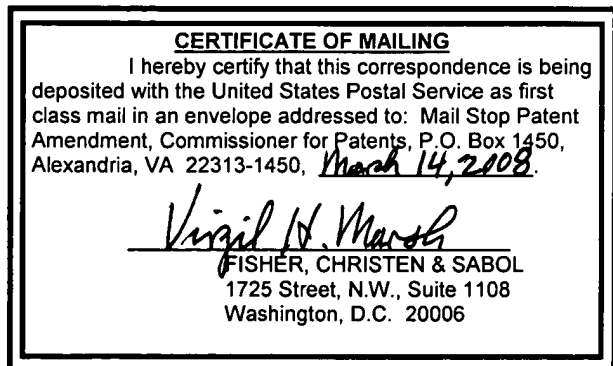 CERTIFICATE OF MAILING
I hereby certify that this correspondence is being
deposited with the United States Postal Service as first
class mail in an envelope addressed to: Mail Stop Patent
Amendment, Commissioner for Patents, P.O. Box 1450,
Alexandria, VA 22313-1450, March 14, 2008.
Virgil H. Marsh
FISHER, CHRISTEN & SABOL
1725 Street, N.W., Suite 1108
Washington, D.C. 20006